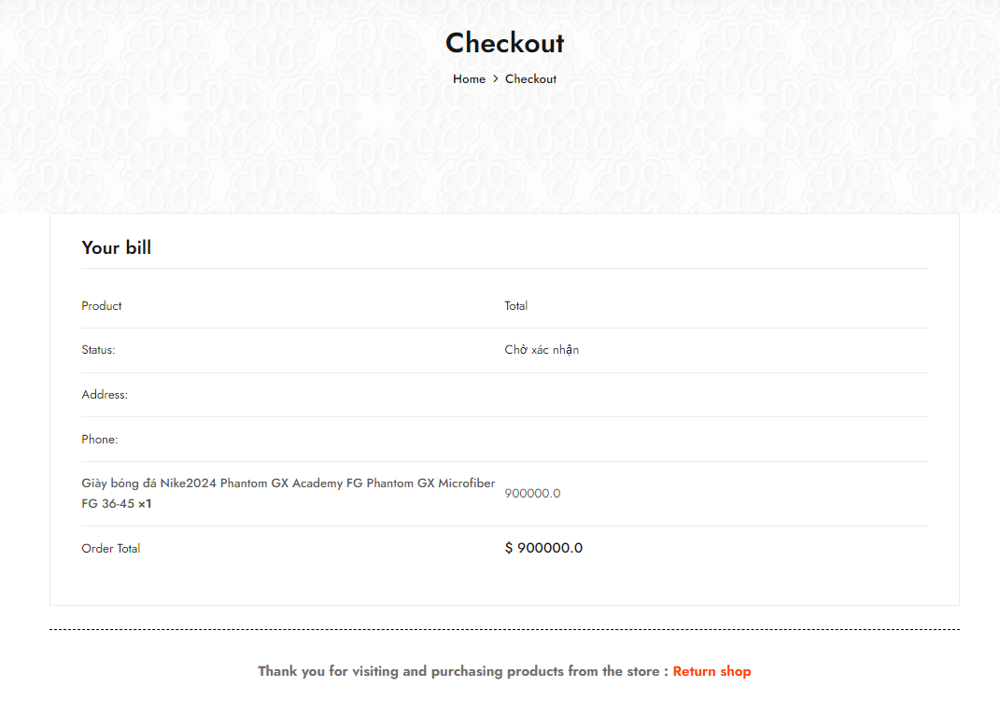 Checkout
Home > Checkout
Your bill
Product Total
Status: Chờ xác nhận
Address:
Phone:
Giày bóng đá Nike2024 Phantom GX Academy FG Phantom GX Microfiber
FG 36-45 ×1
900000.0
Order Total $ 900000.0
Thank you for visiting and purchasing products from the store : Return shop